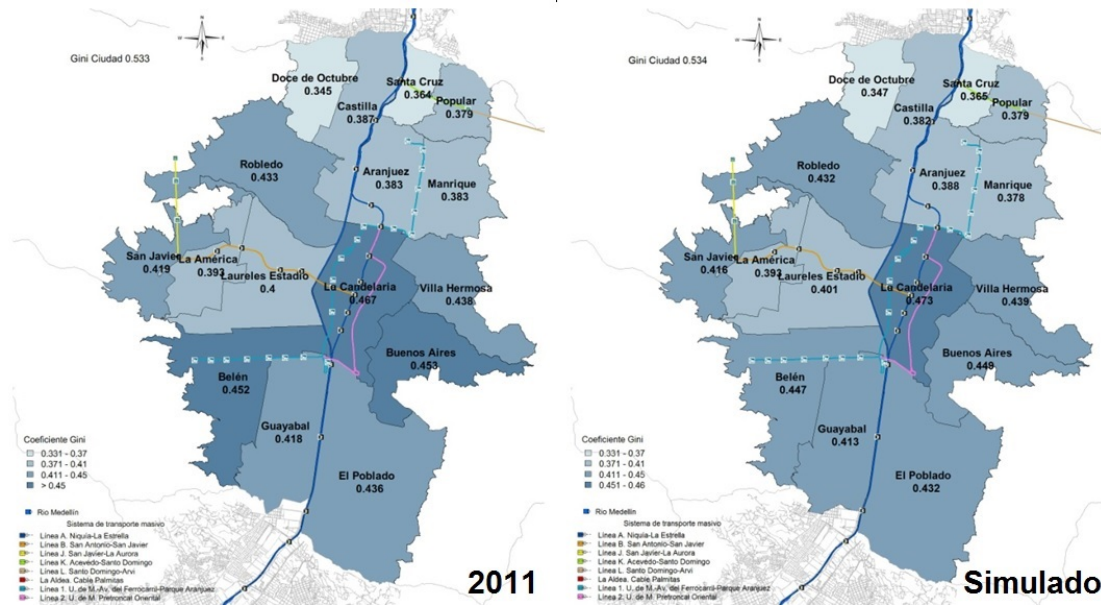 Gini Ciudad 0.533
Doce de Octubre
0.345
Santa Cruz
0.364
Popular
0.379
Castilla
0.387
Robledo
0.433
Aranjuez
0.383
Manrique
0.383
San Javier
0.419
La América
0.393
Laureles Estadio
0.4
La Candelaria
0.467
Villa Hermosa
0.438
Buenos Aires
0.453
Belén
0.452
Guayabal
0.418
El Poblado
0.436
Coeficiente Gini
0.331 - 0.37
0.371 - 0.41
0.411 - 0.45
> 0.45
Rio Medellín
Sistema de transporte masivo
Línea A. Niquía-La Estrella
Línea B. San Antonio-San Javier
Línea J. San Javier-La Aurora
Línea K. Acevedo-Santo Domingo
Línea L. Santo Domingo-Arvi
La Aldea. Cable Palmitas
Línea 1. U. de M.-Av. del Ferrocarril-Parque Aranjuez
Línea 2. U. de M. Pretroncal Oriental
2011
Gini Ciudad 0.534
Doce de Octubre
0.347
Santa Cruz
0.365
Popular
0.379
Castilla
0.382
Robledo
0.432
Aranjuez
0.388
Manrique
0.378
San Javier
0.416
La América
0.393
Laureles Estadio
0.401
La Candelaria
0.473
Villa Hermosa
0.439
Buenos Aires
0.449
Belén
0.447
Guayabal
0.413
El Poblado
0.432
Coeficiente Gini
0.331 - 0.37
0.371 - 0.41
0.411 - 0.45
0.451 - 0.46
Rio Medellín
Sistema de transporte masivo
Línea A. Niquía-La Estrella
Línea B. San Antonio-San Javier
Línea J. San Javier-La Aurora
Línea K. Acevedo-Santo Domingo
Línea L. Santo Domingo-Arvi
La Aldea. Cable Palmitas
Línea 1. U. de M.-Av. del Ferrocarril-Parque Aranjuez
Línea 2. U. de M. Pretroncal Oriental
Simulado